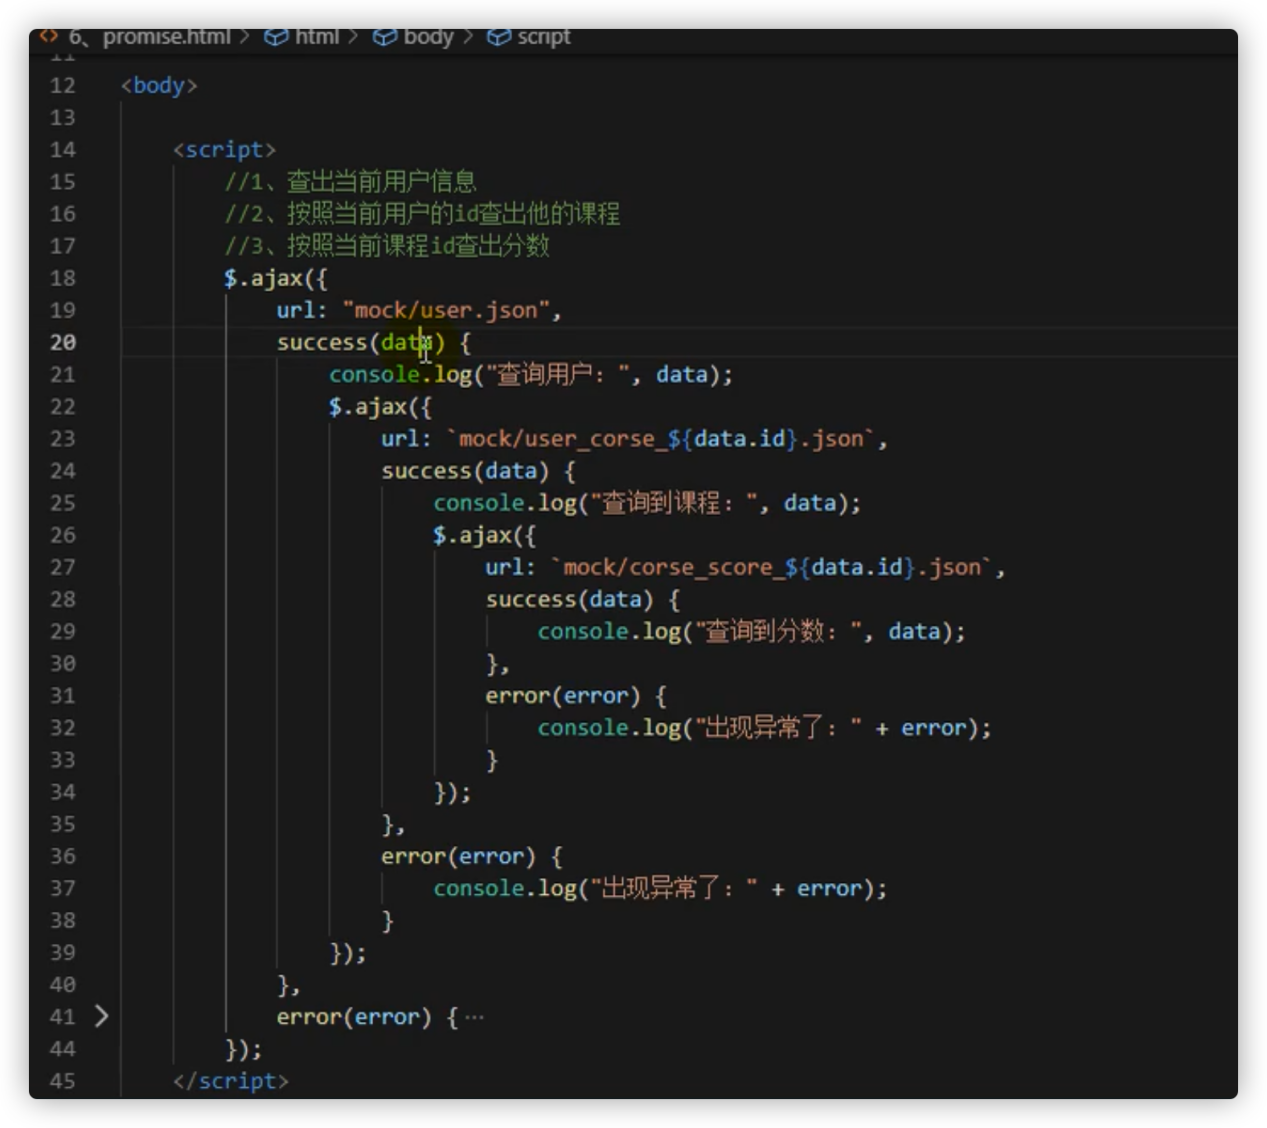 6、promise.html > html > body > script
11
12 <body>
13
14 <script>
15 //1、查出当前用户信息
16 //2、按照当前用户的id查出他的课程
17 //3、按照当前课程id查出分数
18 $.ajax({
19 url: "mock/user.json",
20 success(data) {
21 console.log("查询用户：", data);
22 $.ajax({
23 url: `mock/user_corse_${data.id}.json`,
24 success(data) {
25 console.log("查询到课程：", data);
26 $.ajax({
27 url: `mock/corse_score_${data.id}.json`,
28 success(data) {
29 console.log("查询到分数：", data);
30 },
31 error(error) {
32 console.log("出现异常了：" + error);
33 }
34 });
35 },
36 error(error) {
37 console.log("出现异常了：" + error);
38 }
39 });
40 },
41 error(error) {···
44 });
45 </script>